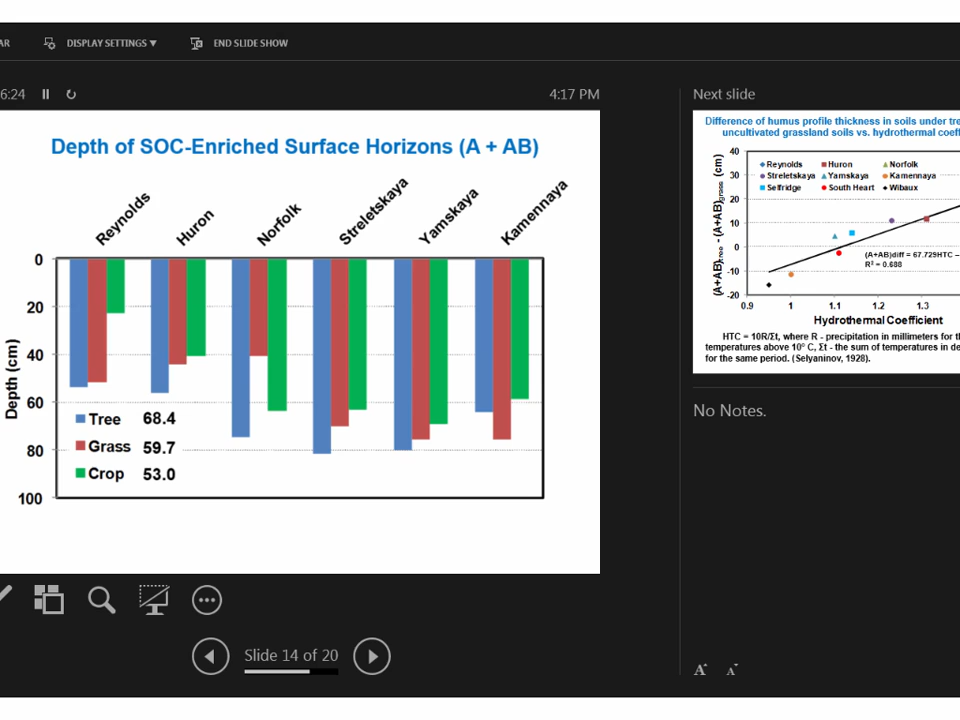 AR
DISPLAY SETTINGS ▼
END SLIDE SHOW
6:24
4:17 PM
Depth of SOC-Enriched Surface Horizons (A + AB)
Reynolds
Huron
Norfolk
Streletskaya
Yamskaya
Kamennaya
Depth (cm)
0
20
40
60
80
100
Tree 68.4
Grass 59.7
Crop 53.0
Slide 14 of 20
Next slide
Difference of humus profile thickness in soils under tre
uncultivated grassland soils vs. hydrothermal coeff
(A+AB)tree - (A+AB)grass (cm)
40
30
20
10
0
-10
-20
Reynolds Huron Norfolk
Streletskaya Yamskaya Kamennaya
Selfridge South Heart Wibaux
(A+AB)diff = 67.729HTC –
R² = 0.688
0.9 1 1.1 1.2 1.3
Hydrothermal Coefficient
HTC = 10R/Σt, where R - precipitation in millimeters for th
temperatures above 10° C, Σt - the sum of temperatures in de
for the same period. (Selyaninov, 1928).
No Notes.
A A